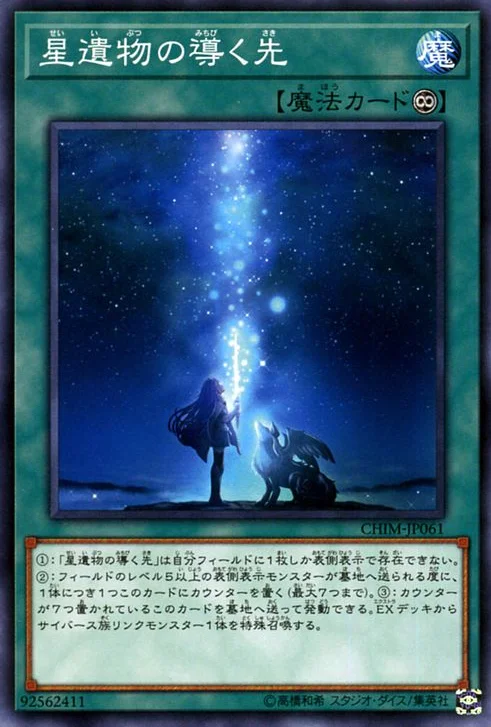 星遺物の導く先
魔
【魔法カード】
CHIM-JP061
①：「星遺物の導く先」は自分フィールドに1枚しか表側表示で存在できない。
②：フィールドのレベル５以上の表側表示モンスターが墓地へ送られる度に、
1体につき1つこのカードにカウンターを置く(最大７つまで)。③：カウンター
が７つ置かれているこのカードを墓地へ送って発動できる。EXデッキから
サイバース族リンクモンスター1体を特殊召喚する。
92562411
©高橋和希 スタジオ・ダイス/集英社